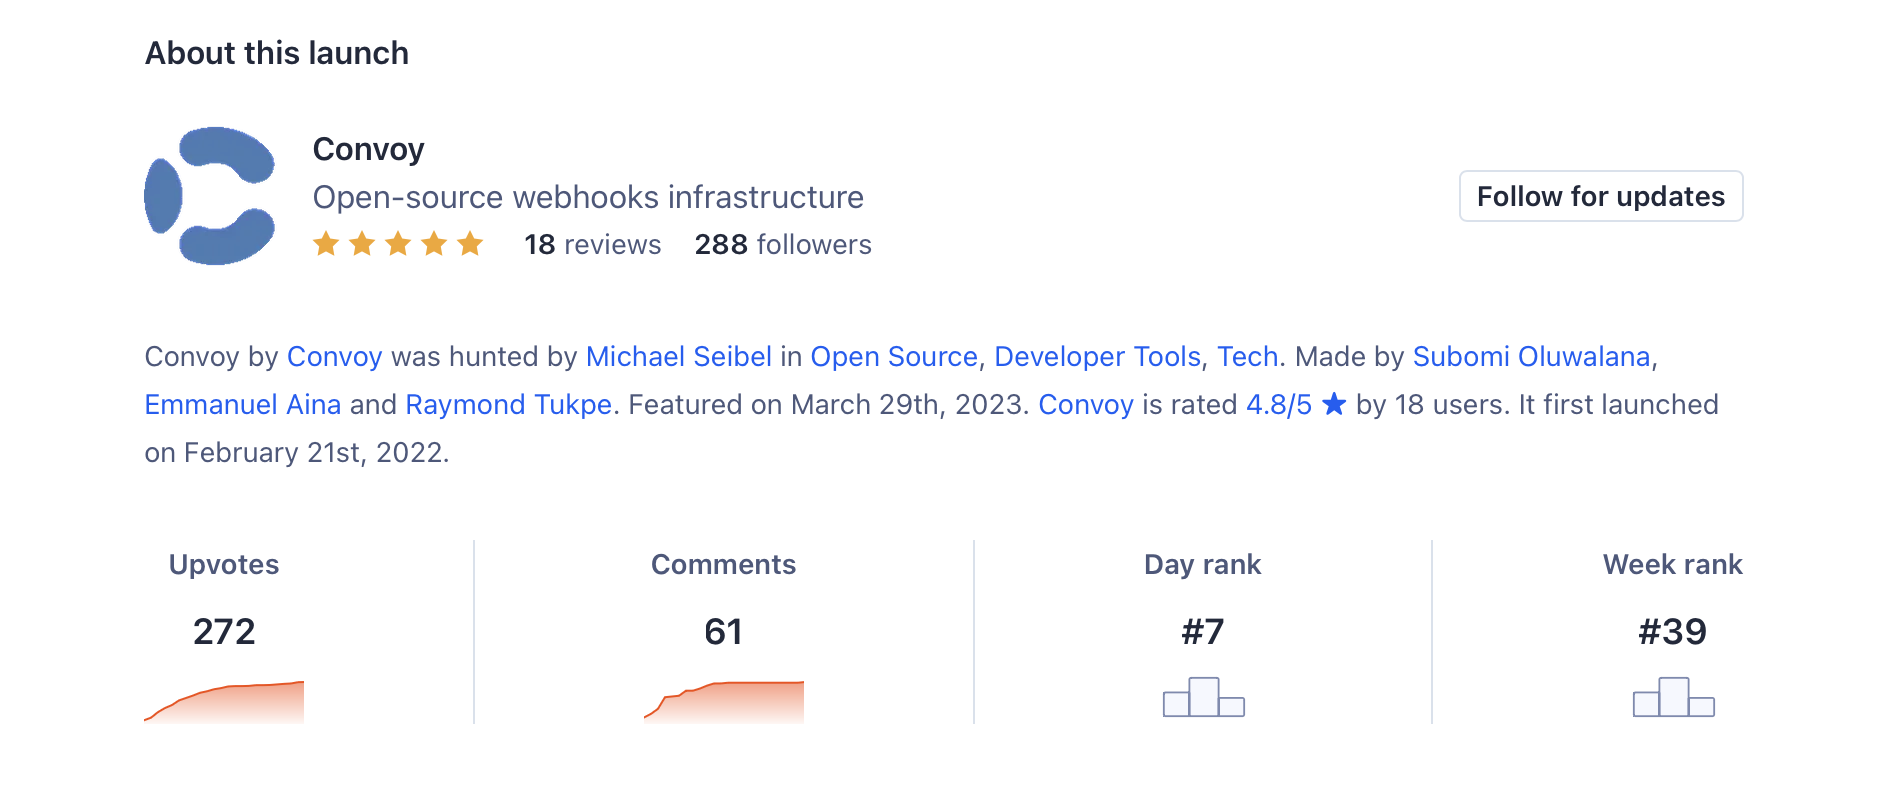 About this launch
Convoy
Open-source webhooks infrastructure
18 reviews 288 followers
Follow for updates
Convoy by Convoy was hunted by Michael Seibel in Open Source, Developer Tools, Tech. Made by Subomi Oluwalana,
Emmanuel Aina and Raymond Tukpe. Featured on March 29th, 2023. Convoy is rated 4.8/5 ★ by 18 users. It first launched
on February 21st, 2022.
Upvotes
272
Comments
61
Day rank
#7
Week rank
#39